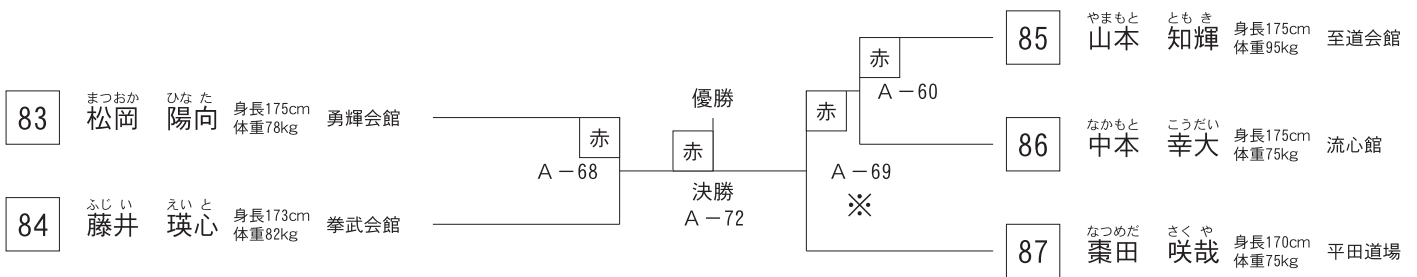 83 まつおか ひなた 松岡 陽向 身長175cm 体重78kg 勇輝会館
84 ふじい えいと 藤井 瑛心 身長173cm 体重82kg 拳武会館
赤
A－68
優勝
赤
決勝
A－72
赤
A－69
※
赤
A－60
85 やまもと ともき 山本 知輝 身長175cm 体重95kg 至道会館
86 なかもと こうだい 中本 幸大 身長175cm 体重75kg 流心館
87 なつめだ さくや 棗田 咲哉 身長170cm 体重75kg 平田道場